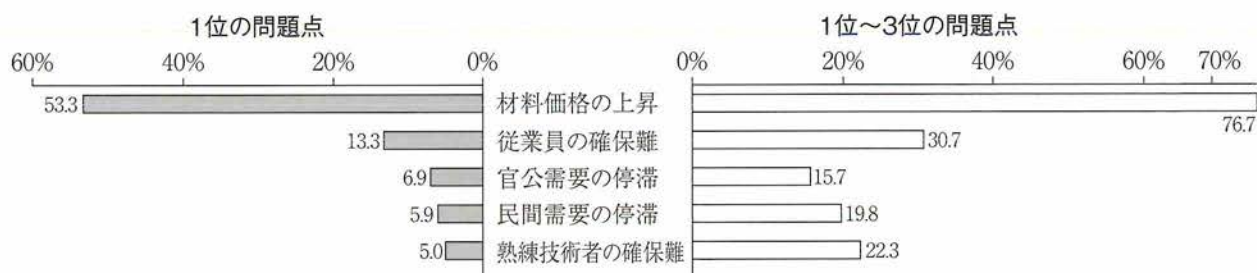 1位の問題点 1位～3位の問題点
60% 40% 20% 0% 0% 20% 40% 60% 70%
53.3 材料価格の上昇 76.7
13.3 従業員の確保難 30.7
6.9 官公需要の停滞 15.7
5.9 民間需要の停滞 19.8
5.0 熟練技術者の確保難 22.3